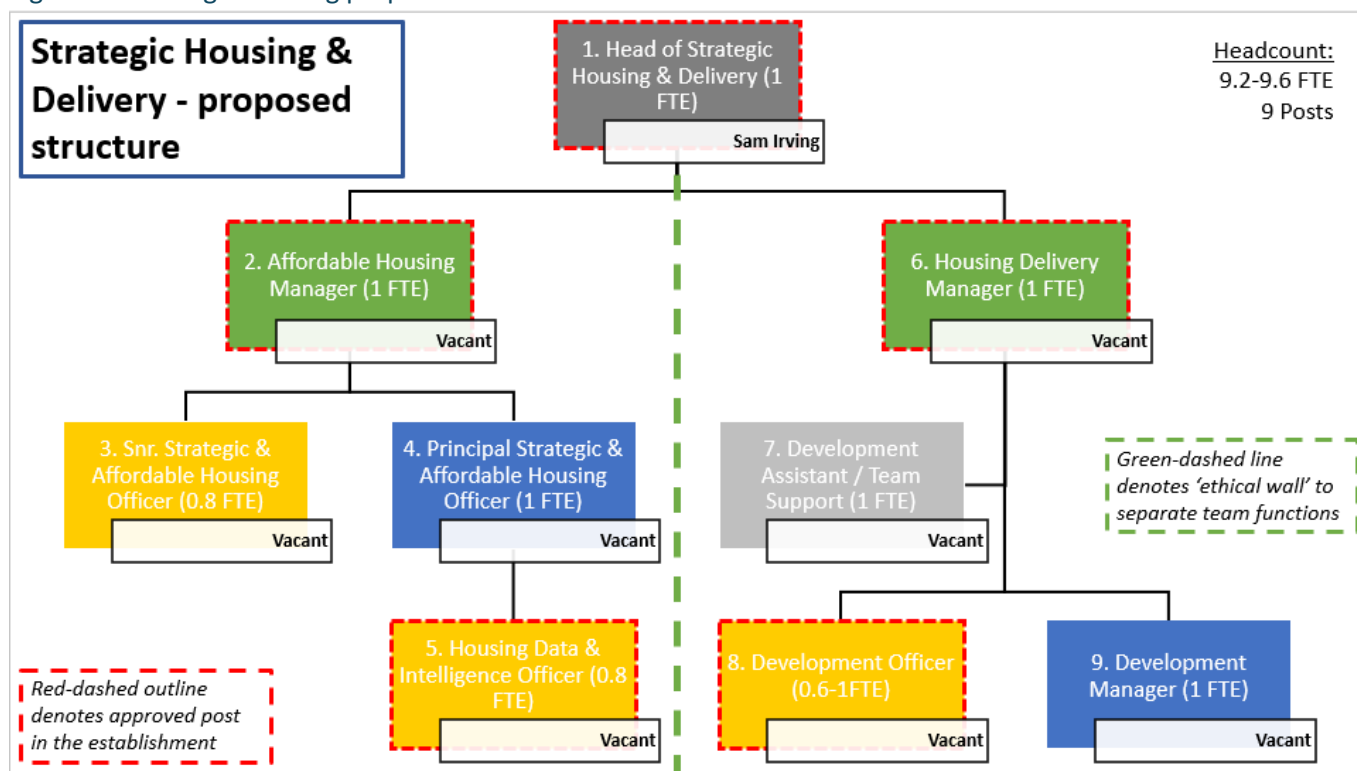 Strategic Housing &
Delivery - proposed
structure
1. Head of Strategic
Housing & Delivery (1
FTE)
Sam Irving
Headcount:
9.2-9.6 FTE
9 Posts
2. Affordable Housing
Manager (1 FTE)
Vacant
6. Housing Delivery
Manager (1 FTE)
Vacant
3. Snr. Strategic &
Affordable Housing
Officer (0.8 FTE)
Vacant
4. Principal Strategic &
Affordable Housing
Officer (1 FTE)
Vacant
7. Development
Assistant / Team
Support (1 FTE)
Vacant
Green-dashed line
denotes ‘ethical wall’ to
separate team functions
5. Housing Data &
Intelligence Officer (0.8
FTE)
Vacant
8. Development Officer
(0.6-1FTE)
Vacant
9. Development
Manager (1 FTE)
Vacant
Red-dashed outline
denotes approved post
in the establishment